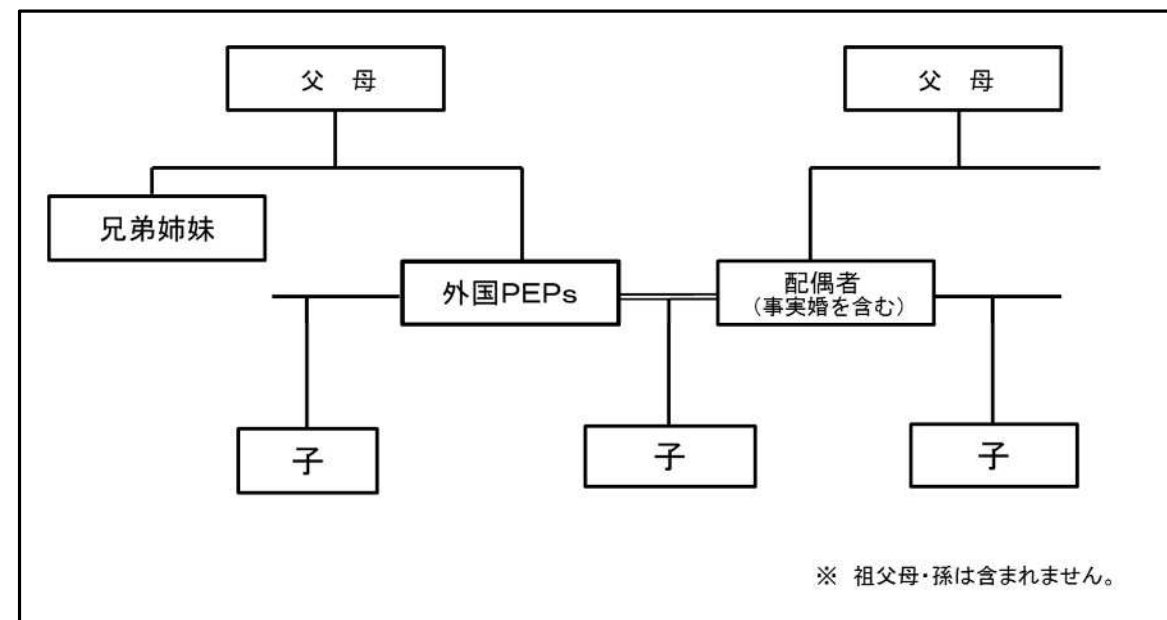 父　母
父　母
兄弟姉妹
外国PEPs
配偶者
（事実婚を含む）
子
子
子
※　祖父母・孫は含まれません。